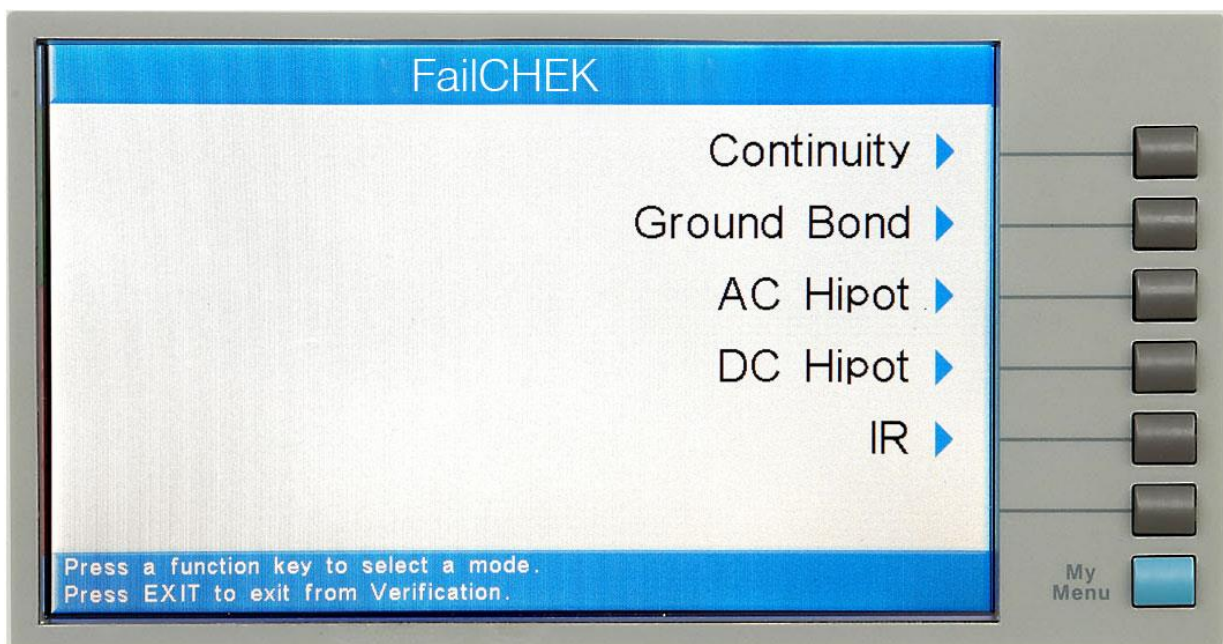 FailCHEK
Continuity
Ground Bond
AC Hipot
DC Hipot
IR
Press a function key to select a mode.
Press EXIT to exit from Verification.
My
Menu